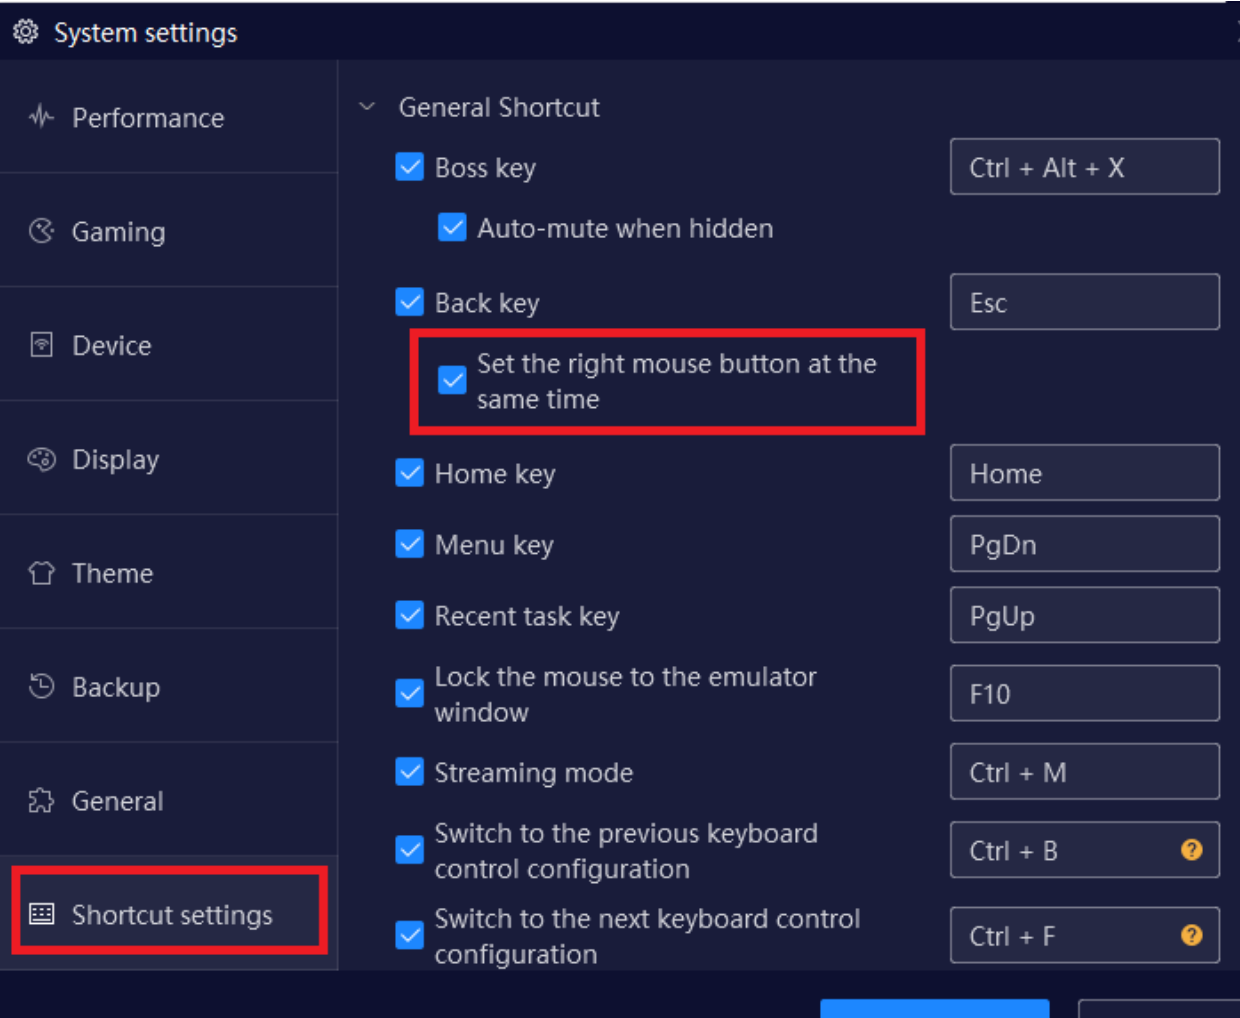 System settings
Performance
Gaming
Device
Display
Theme
Backup
General
Shortcut settings
General Shortcut
Boss key
Ctrl + Alt + X
Auto-mute when hidden
Back key
Esc
Set the right mouse button at the
same time
Home key
Home
Menu key
PgDn
Recent task key
PgUp
Lock the mouse to the emulator
window
F10
Streaming mode
Ctrl + M
Switch to the previous keyboard
control configuration
Ctrl + B
?
Switch to the next keyboard control
configuration
Ctrl + F
?